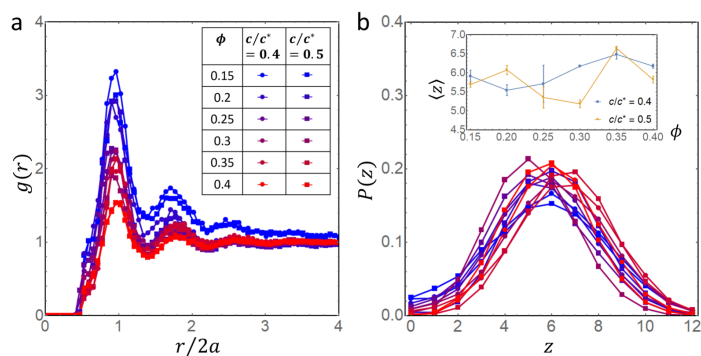 a
g(r)
4
3
2
1
0
0
1
2
3
4
r/2a
ϕ c/c* = 0.4 c/c* = 0.5
0.15
0.2
0.25
0.3
0.35
0.4
b
P(z)
0.4
0.3
0.2
0.1
0.0
0 2 4 6 8 10 12
z
⟨z⟩
7.0
6.5
6.0
5.5
5.0
4.5
0.15 0.20 0.25 0.30 0.35 0.40
ϕ
c/c* = 0.4
c/c* = 0.5